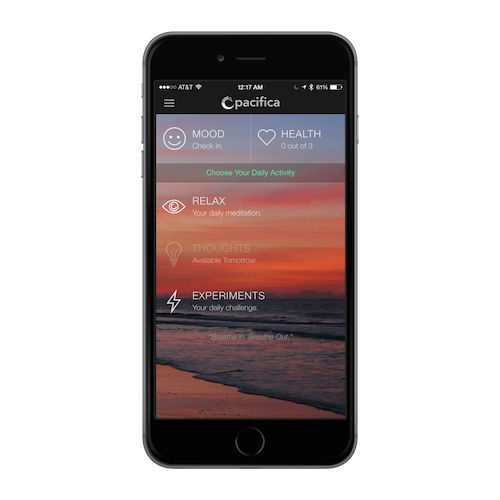 AT&T 12:17 AM 61%
pacifica
MOOD HEALTH
Check in. 0 out of 3
Choose Your Daily Activity
RELAX
Your daily meditation.
THOUGHTS
Available Tomorrow
EXPERIMENTS
Your daily challenge.
"Breathe In. Breathe Out."